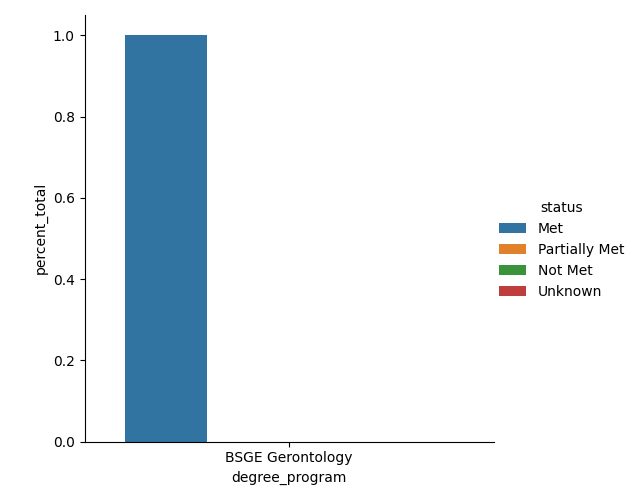 1.0
0.8
0.6
0.4
0.2
0.0
percent_total
BSGE Gerontology
degree_program
status
Met
Partially Met
Not Met
Unknown